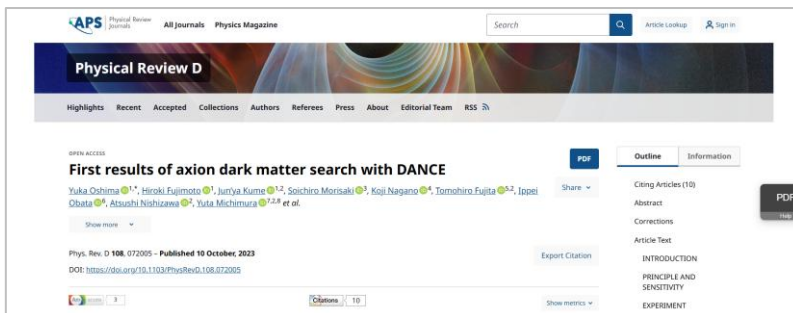 APS Physical Review Journals All Journals Physics Magazine Search Article Lookup Sign in
Physical Review D
Highlights Recent Accepted Collections Authors Referees Press About Editorial Team RSS
OPEN ACCESS
First results of axion dark matter search with DANCE
Yuka Oshima 1,*, Hiroki Fujimoto 1, Jun'ya Kume 1,2, Soichiro Morisaki 3, Koji Nagano 4, Tomohiro Fujita 5,2, Ippei
Obata 6, Atsushi Nishizawa 2, Yuta Michimura 7,2,8 et al.
Show more
Phys. Rev. D 108, 072005 – Published 10 October, 2023
DOI: https://doi.org/10.1103/PhysRevD.108.072005
3
Citations 10
Show metrics
PDF
Share
Export Citation
Outline Information
Citing Articles (10)
Abstract
Corrections
Article Text
INTRODUCTION
PRINCIPLE AND
SENSITIVITY
EXPERIMENT
PDF
Help